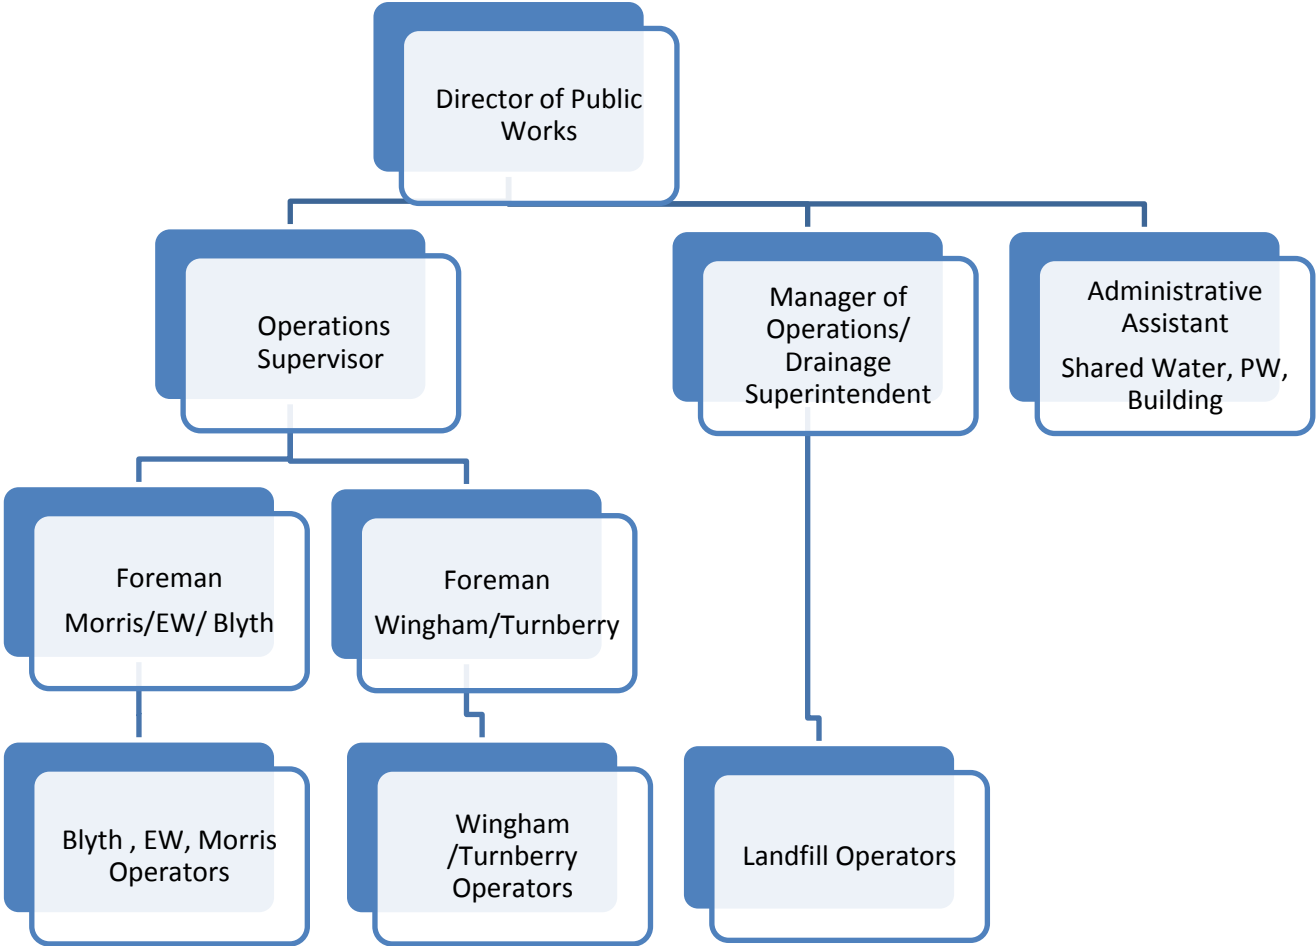 Director of Public
Works
Operations
Supervisor
Manager of
Operations/
Drainage
Superintendent
Administrative
Assistant
Shared Water, PW,
Building
Foreman
Morris/EW/ Blyth
Foreman
Wingham/Turnberry
Blyth , EW, Morris
Operators
Wingham
/Turnberry
Operators
Landfill Operators